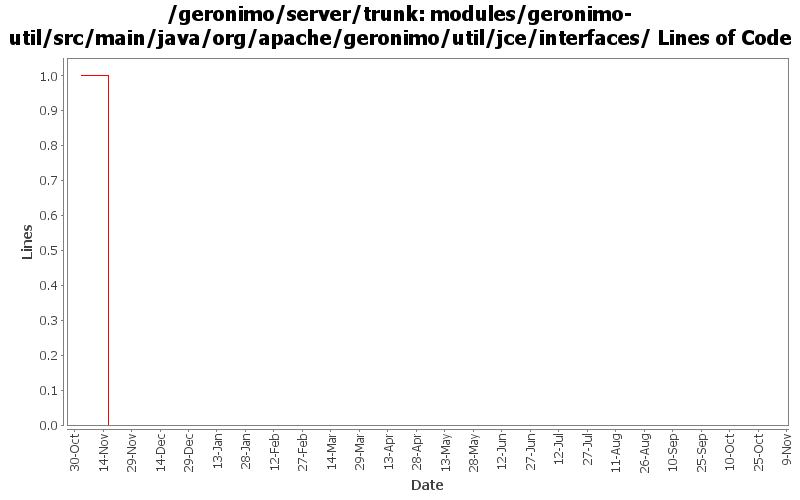 /geronimo/server/trunk: modules/geronimo-
util/src/main/java/org/apache/geronimo/util/jce/interfaces/ Lines of Code
1.0
0.9
0.8
0.7
0.6
0.5
0.4
0.3
0.2
0.1
0.0
Lines
30-Oct
14-Nov
29-Nov
14-Dec
29-Dec
13-Jan
28-Jan
12-Feb
27-Feb
14-Mar
29-Mar
13-Apr
28-Apr
13-May
28-May
12-Jun
27-Jun
12-Jul
27-Jul
11-Aug
26-Aug
10-Sep
25-Sep
10-Oct
25-Oct
9-Nov
Date